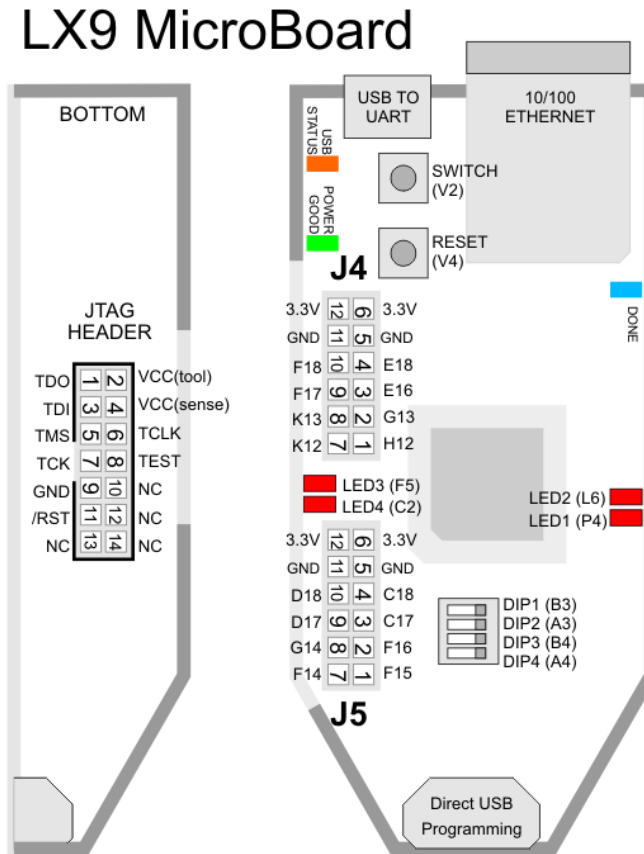 LX9 MicroBoard
BOTTOM
JTAG
HEADER
TDO 1 2 VCC(tool)
TDI 3 4 VCC(sense)
TMS 5 6 TCLK
TCK 7 8 TEST
GND 9 10 NC
/RST 11 12 NC
NC 13 14 NC
USB TO
UART
10/100
ETHERNET
USB
STATUS
SWITCH
(V2)
POWER
GOOD
RESET
(V4)
DONE
J4
3.3V 12 6 3.3V
GND 11 5 GND
F18 10 4 E18
F17 9 3 E16
K13 8 2 G13
K12 7 1 H12
LED3 (F5)
LED4 (C2)
LED2 (L6)
LED1 (P4)
3.3V 12 6 3.3V
GND 11 5 GND
D18 10 4 C18
D17 9 3 C17
G14 8 2 F16
F14 7 1 F15
J5
DIP1 (B3)
DIP2 (A3)
DIP3 (B4)
DIP4 (A4)
Direct USB
Programming